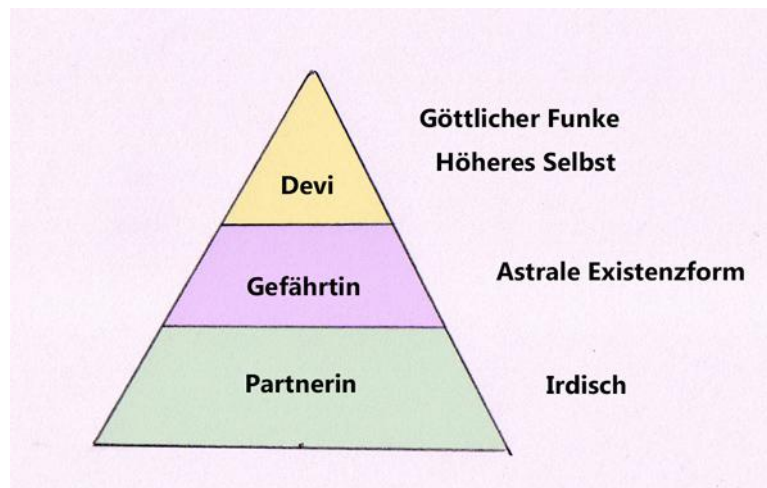 Göttlicher Funke
Höheres Selbst
Devi
Astrale Existenzform
Gefährtin
Partnerin
Irdisch